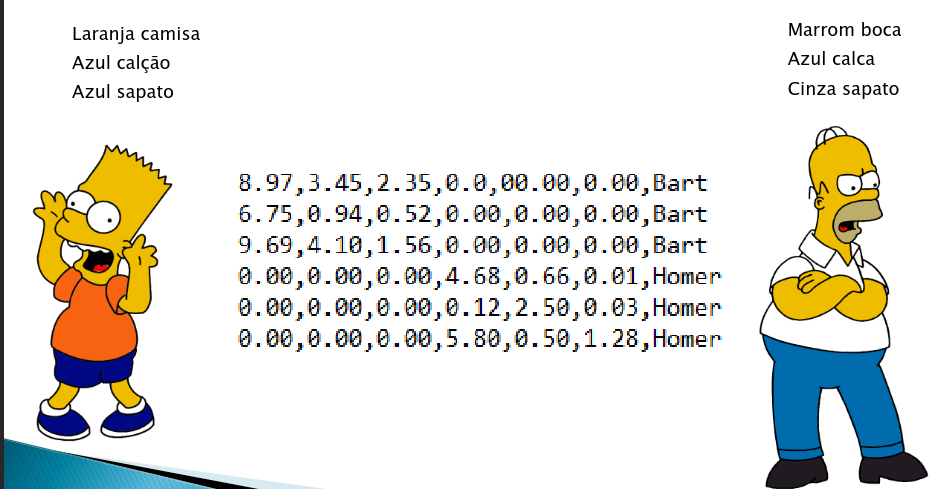 Laranja camisa
Azul calção
Azul sapato
Marrom boca
Azul calca
Cinza sapato
8.97,3.45,2.35,0.0,00.00,0.00,Bart
6.75,0.94,0.52,0.00,0.00,0.00,Bart
9.69,4.10,1.56,0.00,0.00,0.00,Bart
0.00,0.00,0.00,4.68,0.66,0.01,Homer
0.00,0.00,0.00,0.12,2.50,0.03,Homer
0.00,0.00,0.00,5.80,0.50,1.28,Homer